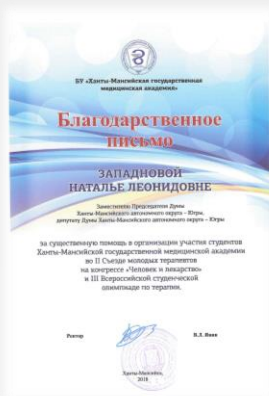 БУ «Ханты-Мансийская государственная
медицинская академия»
Благодарственное
письмо
ЗАПАДНОВОЙ
НАТАЛЬЕ ЛЕОНИДОВНЕ
Заместителю Председателя Думы
Ханты-Мансийского автономного округа – Югры,
депутату Думы Ханты-Мансийского автономного округа – Югры
за существенную помощь в организации участия студентов
Ханты-Мансийской государственной медицинской академии
во II Съезде молодых терапевтов
на конгрессе «Человек и лекарство»
и III Всероссийской студенческой
олимпиаде по терапии.
Ректор
Ф.Л. Янин
Ханты-Мансийск,
2018